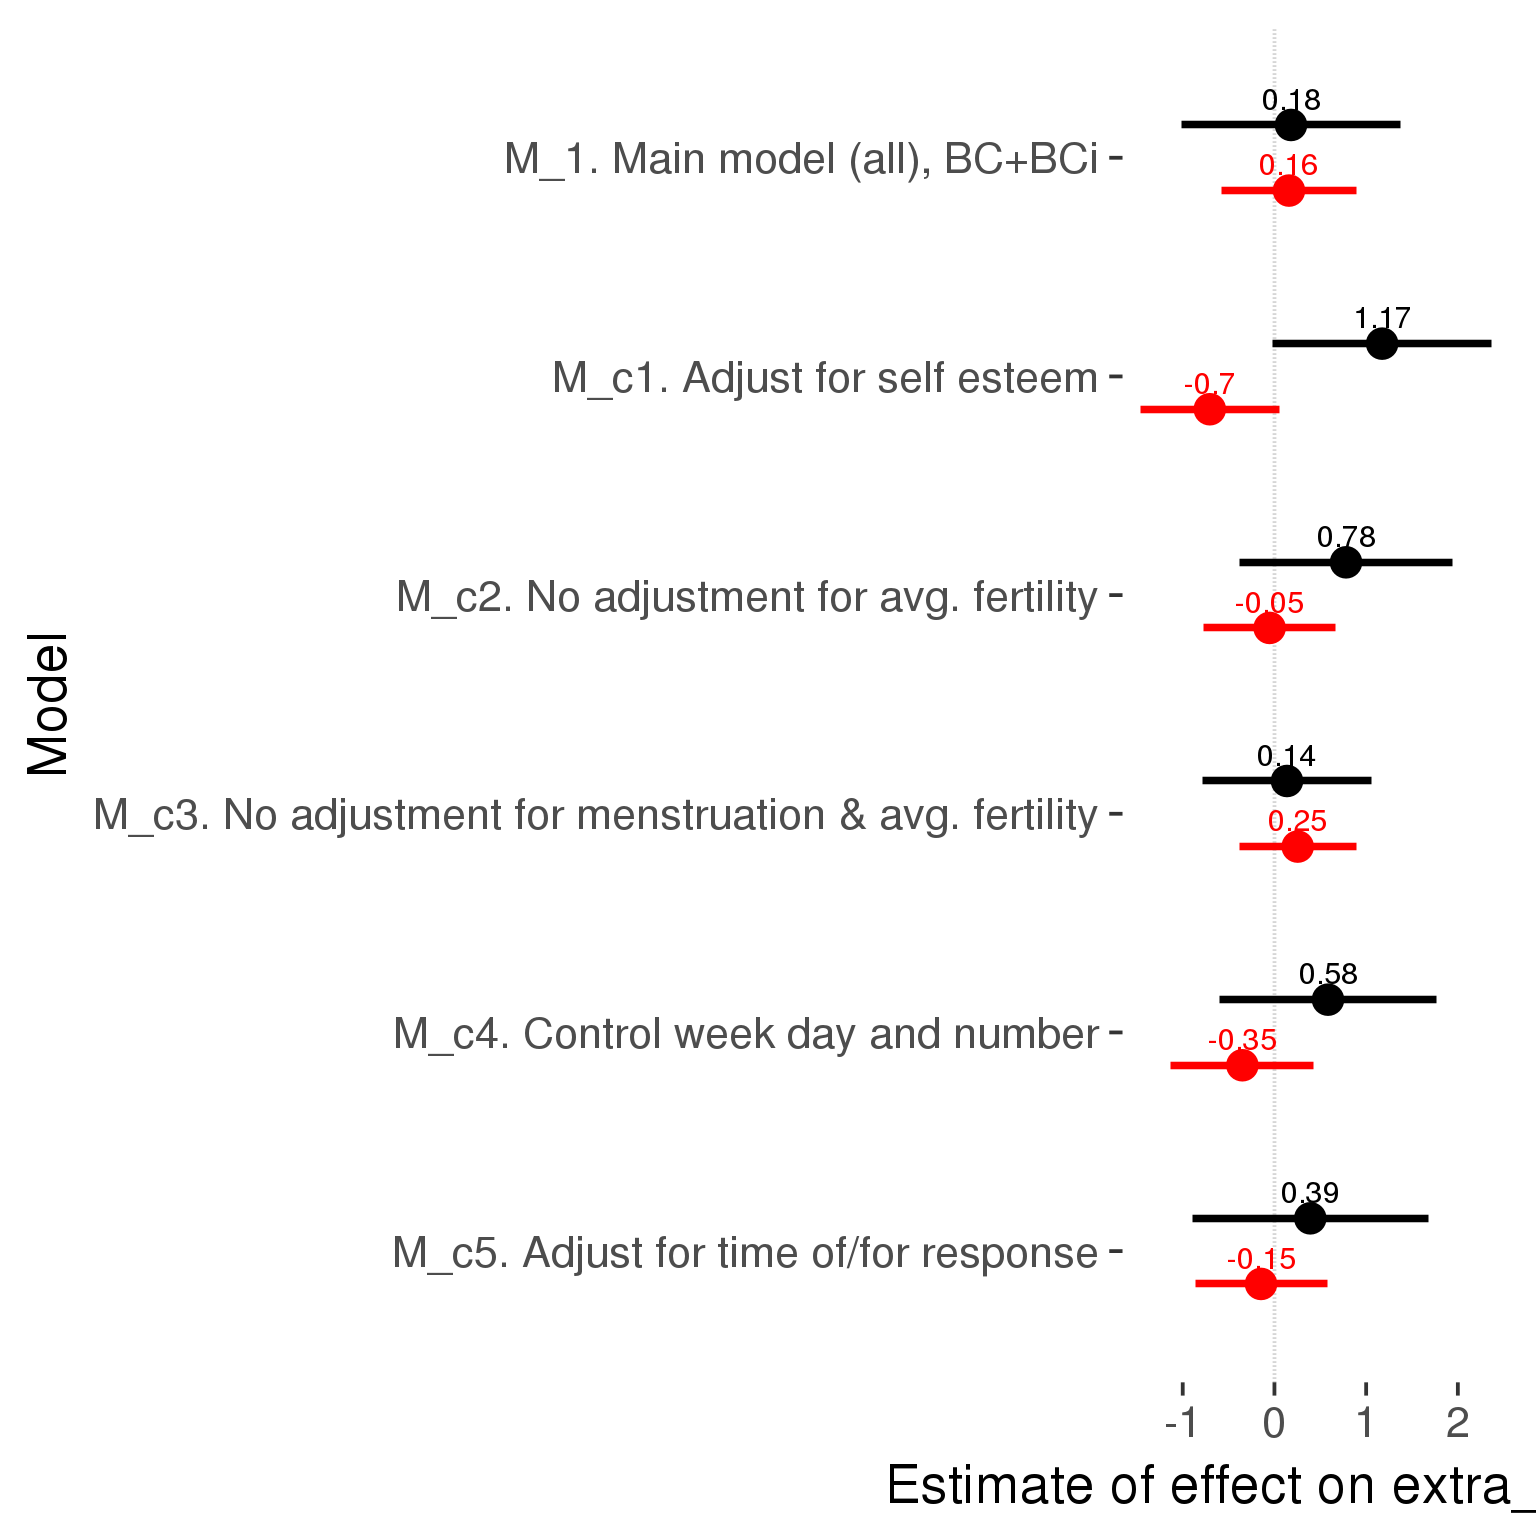 0.18
M_1. Main model (all), BC+BCi
0.16
1.17
M_c1. Adjust for self esteem
-0.7
0.78
M_c2. No adjustment for avg. fertility
-0.05
Model
0.14
M_c3. No adjustment for menstruation & avg. fertility
0.25
0.58
M_c4. Control week day and number
-0.35
0.39
M_c5. Adjust for time of/for response
-0.15
-1 0 1 2
Estimate of effect on extra_